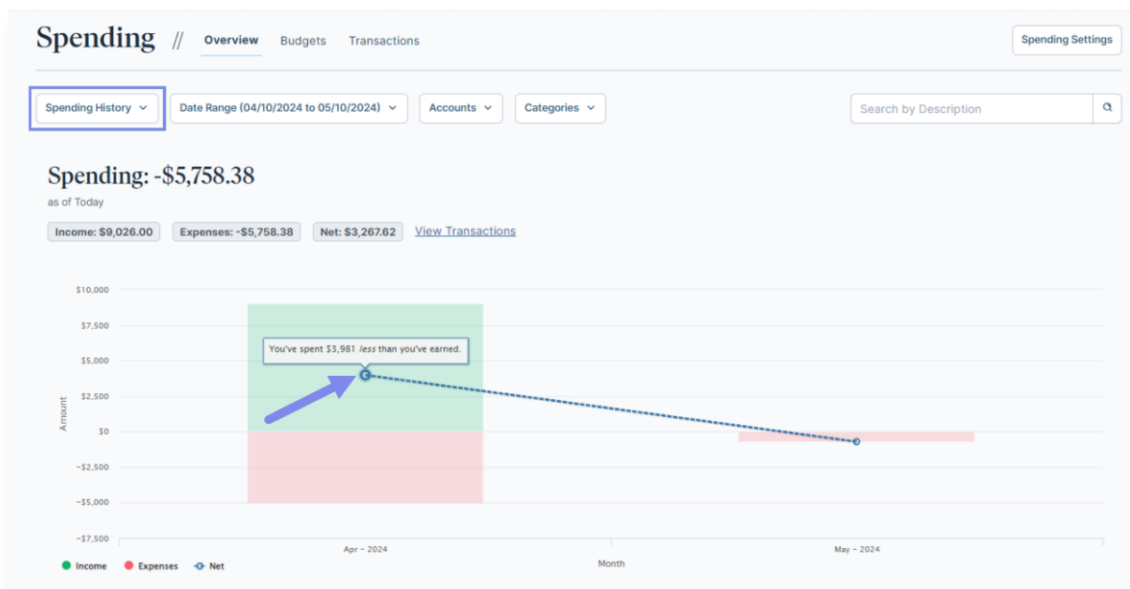 Spending // Overview Budgets Transactions Spending Settings
Spending History Date Range (04/10/2024 to 05/10/2024) Accounts Categories Search by Description
Spending: -$5,758.38
as of Today
Income: $9,026.00 Expenses: -$5,758.38 Net: $3,267.62 View Transactions
$10,000
$7,500
You've spent $3,981 less than you've earned.
$5,000
$2,500
Amount
$0
-$2,500
-$5,000
-$7,500
Apr - 2024 May - 2024
Month
Income Expenses Net